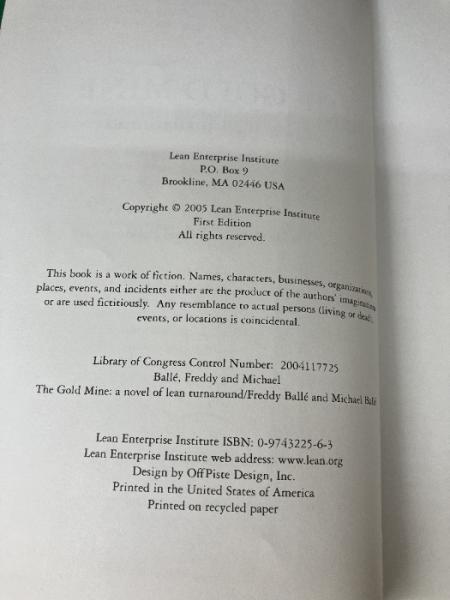 Lean Enterprise Institute
P.O. Box 9
Brookline, MA 02446 USA
Copyright © 2005 Lean Enterprise Institute
First Edition
All rights reserved.
This book is a work of fiction. Names, characters, businesses, organizations,
places, events, and incidents either are the product of the authors' imagination
or are used fictitiously. Any resemblance to actual persons (living or dead),
events, or locations is coincidental.
Library of Congress Control Number: 2004117725
Ballé, Freddy and Michael
The Gold Mine: a novel of lean turnaround/Freddy Ballé and Michael Ballé
Lean Enterprise Institute ISBN: 0-9743225-6-3
Lean Enterprise Institute web address: www.lean.org
Design by OffPiste Design, Inc.
Printed in the United States of America
Printed on recycled paper